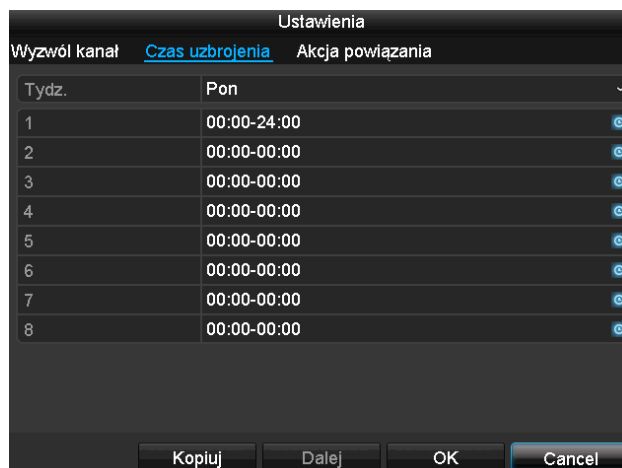 Ustawienia
Wyzwól kanał Czas uzbrojenia Akcja powiązania
Tydz. Pon
1 00:00-24:00
2 00:00-00:00
3 00:00-00:00
4 00:00-00:00
5 00:00-00:00
6 00:00-00:00
7 00:00-00:00
8 00:00-00:00
Kopiuj Dalej OK Cancel